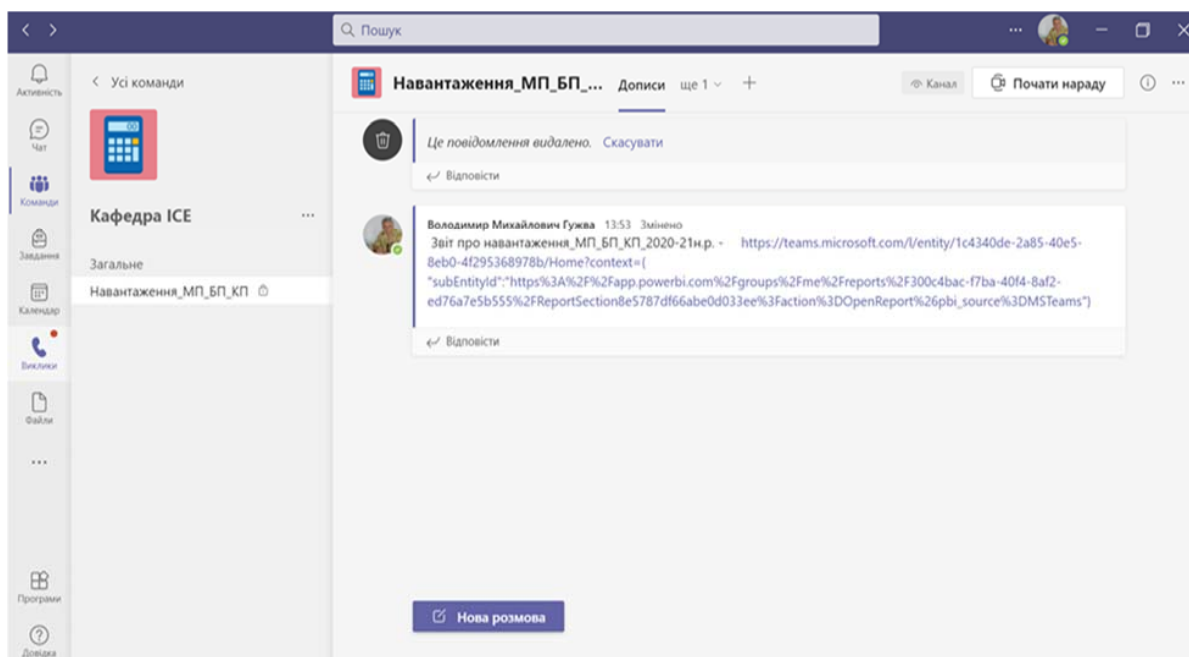 Пошук
Активність
Чат
Команди
Завдання
Календар
Виклики
Файли
Програми
Довідка
Усі команди
Кафедра ІСЕ
Загальне
Навантаження_МП_БП_КП
Навантаження_МП_БП_...
Дописи
ще 1
Канал
Почати нараду
Це повідомлення видалено. Скасувати
Відповісти
Володимир Михайлович Гужва 13:53 Змінено
Звіт про навантаження_МП_БП_КП_2020-21н.р. - https://teams.microsoft.com/l/entity/1c4340de-2a85-40e5-
8eb0-4f295368978b/Home?context={
"subEntityId":"https%3A%2F%2Fapp.powerbi.com%2Fgroups%2Fme%2Freports%2F300c4bac-f7ba-40f4-8af2-
ed76a7e5b555%2FReportSection8e5787df66abe0d033ee%3Faction%3DOpenReport%26pbi_source%3DMSTeams"}
Відповісти
Нова розмова